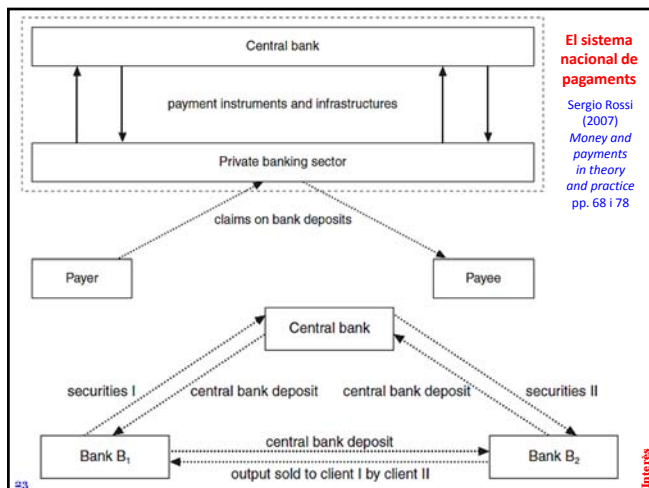 Central bank
payment instruments and infrastructures
Private banking sector
claims on bank deposits
Payer
Payee
El sistema
nacional de
pagaments
Sergio Rossi
(2007)
Money and
payments
in theory
and practice
pp. 68 i 78
Central bank
securities I
central bank deposit
central bank deposit
securities II
Bank B₁
central bank deposit
Bank B₂
output sold to client I by client II
23
Interès